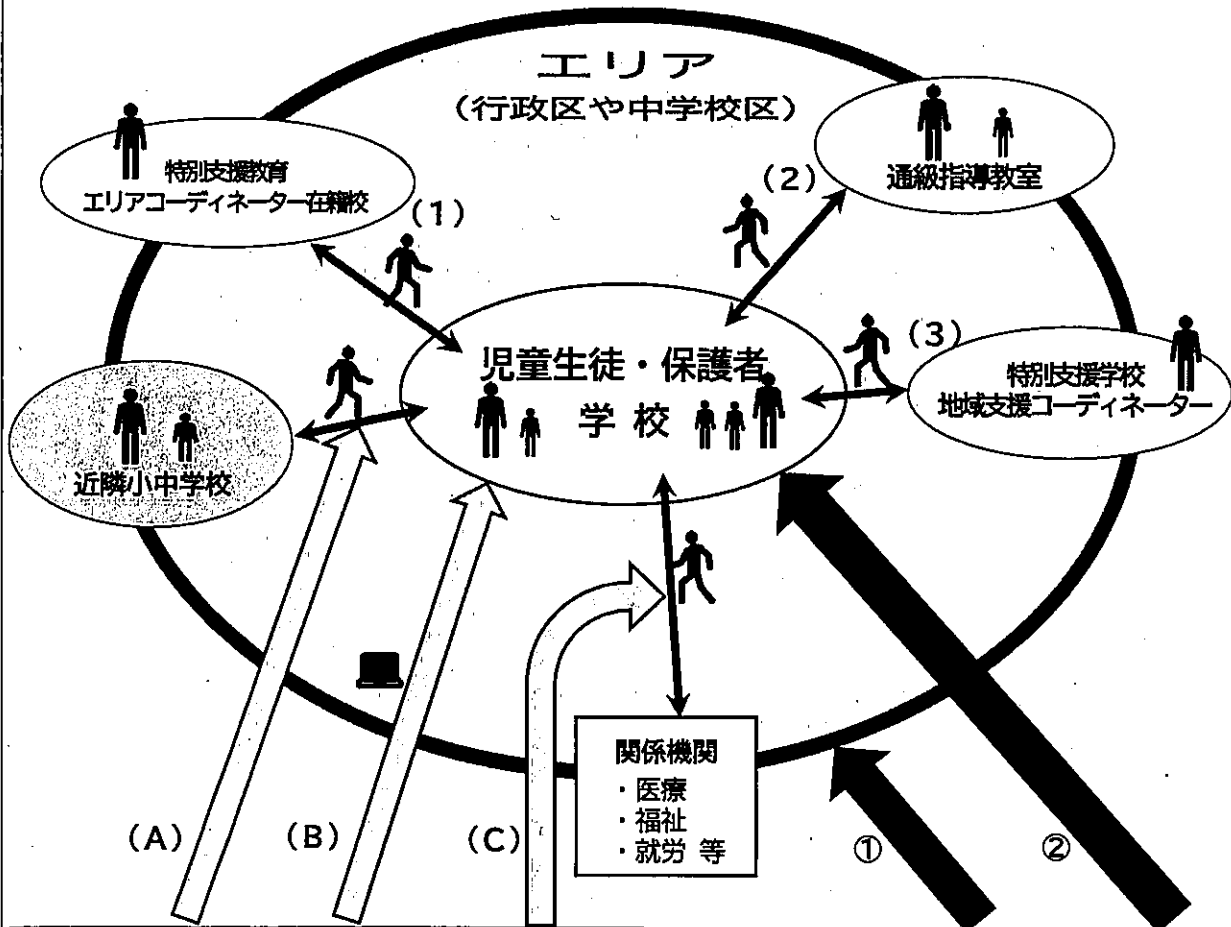 エリア
（行政区や中学校区）
特別支援教育
エリアコーディネーター在籍校
（1）
（2）
通級指導教室
（3）
特別支援学校
地域支援コーディネーター
児童生徒・保護者
学校
近隣小中学校
関係機関
・医療
・福祉
・就労 等
（A）
（B）
（C）
①
②